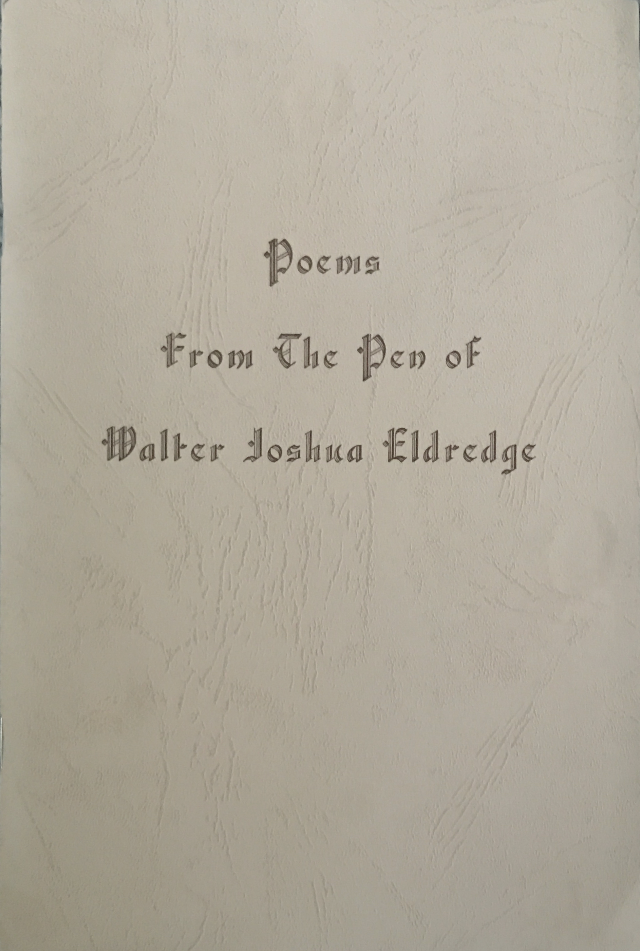 Poems
From The Pen of
Walter Joshua Eldredge